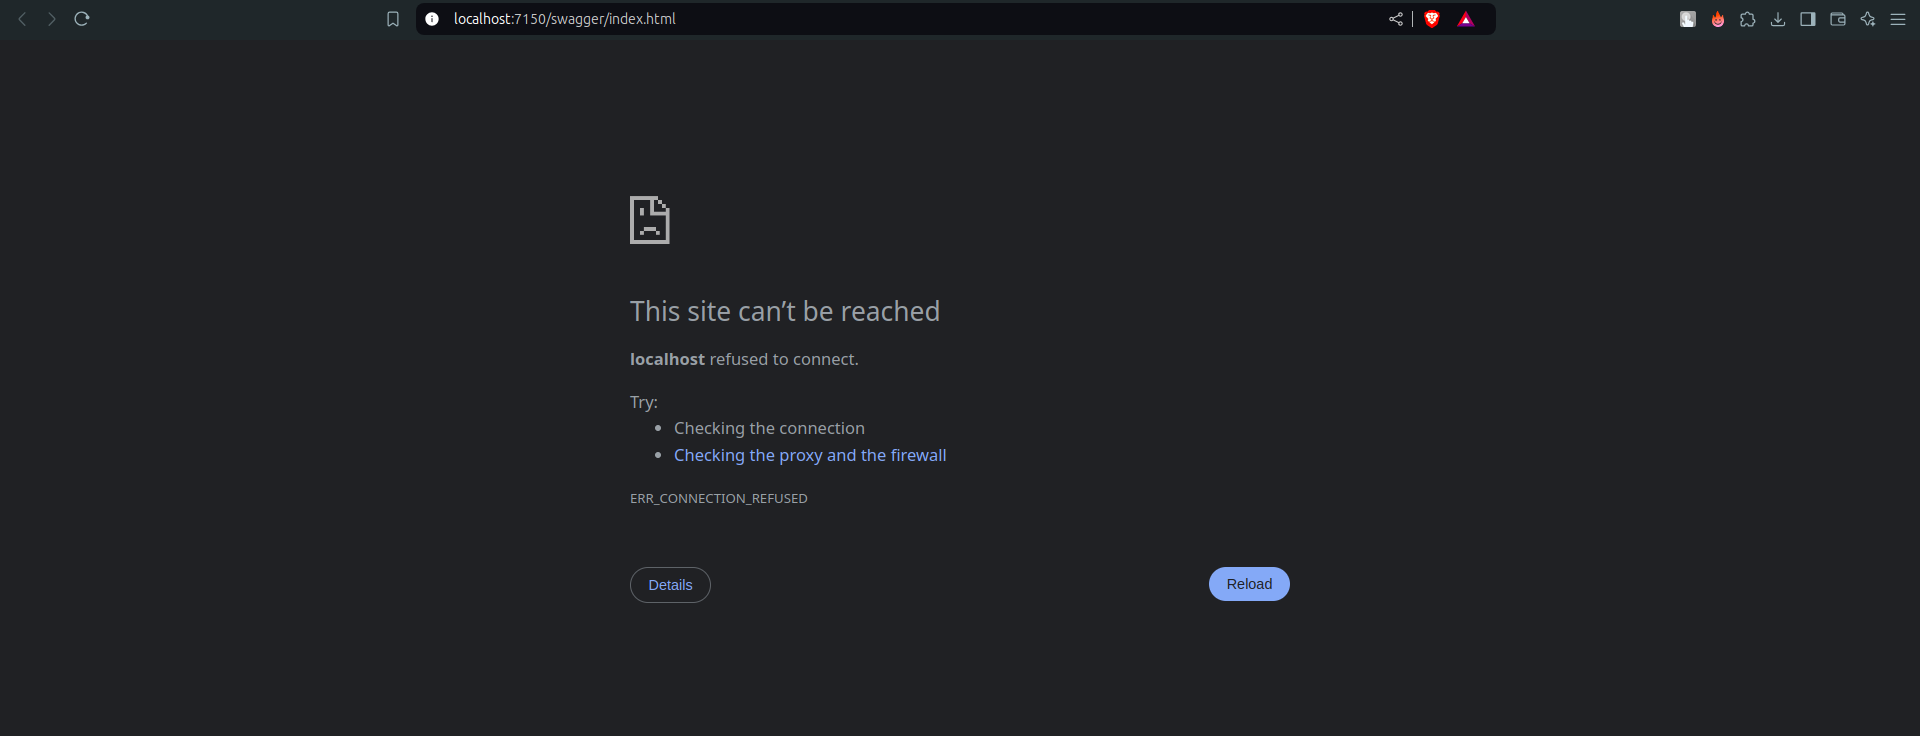 localhost:7150/swagger/index.html
This site can’t be reached
localhost refused to connect.
Try:
Checking the connection
Checking the proxy and the firewall
ERR_CONNECTION_REFUSED
Details
Reload